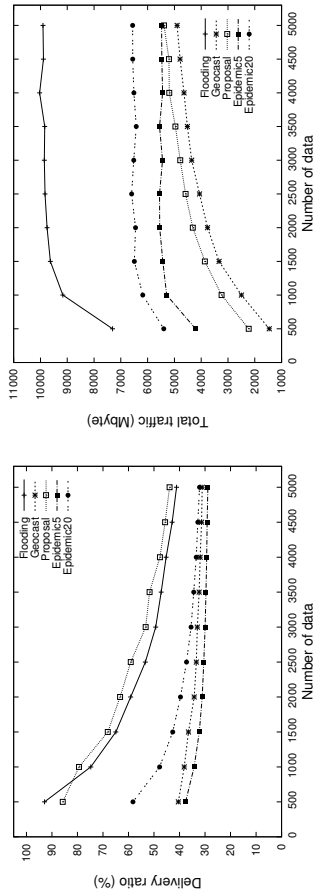 Flooding
Geocast
Proposal
Epidemic5
Epidemic20
100
90
80
70
60
50
40
30
20
10
0
Delivery ratio (%)
0 500 1000 1500 2000 2500 3000 3500 4000 4500 5000
Number of data
11000
10000
9000
8000
7000
6000
5000
4000
3000
2000
1000
Total traffic (Mbyte)
Flooding
Geocast
Proposal
Epidemic5
Epidemic20
0 500 1000 1500 2000 2500 3000 3500 4000 4500 5000
Number of data